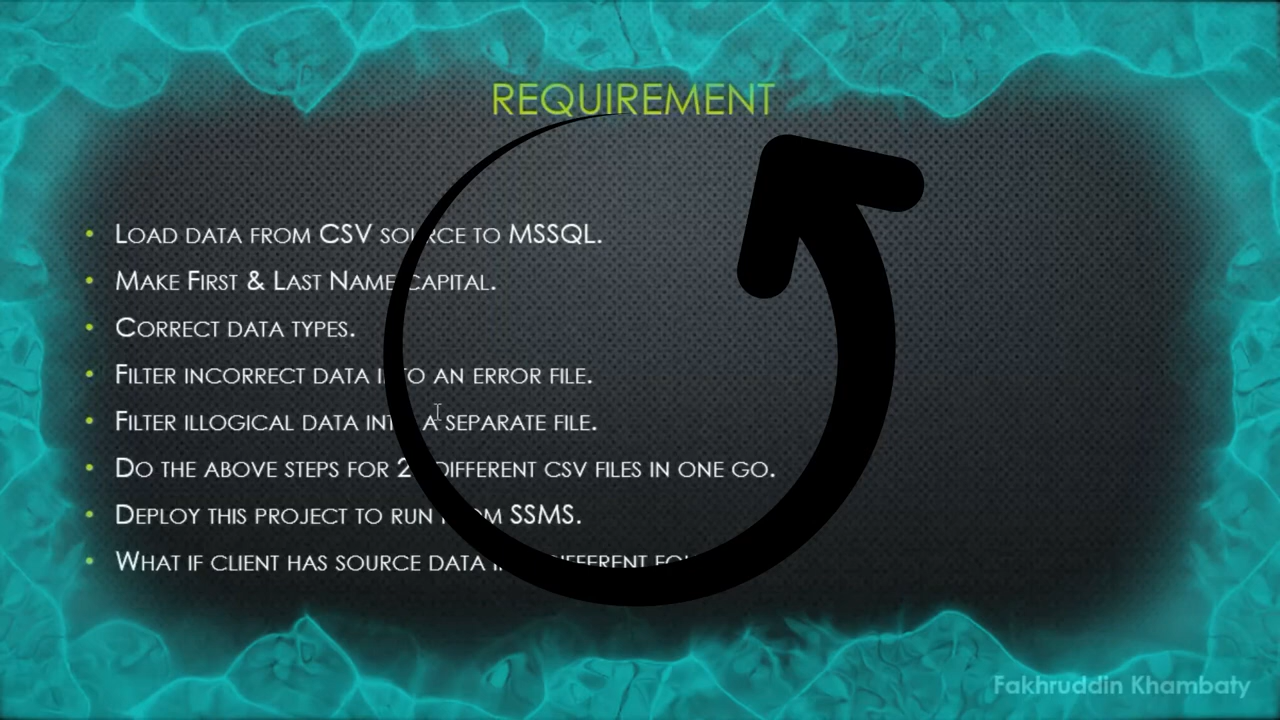 REQUIREMENT
• Load data from CSV source to MSSQL.
• Make First & Last Name capital.
• Correct data types.
• Filter incorrect data into an error file.
• Filter illogical data into a separate file.
• Do the above steps for 2 different csv files in one go.
• Deploy this project to run from SSMS.
• What if client has source data different
Fakhruddin Khambaty